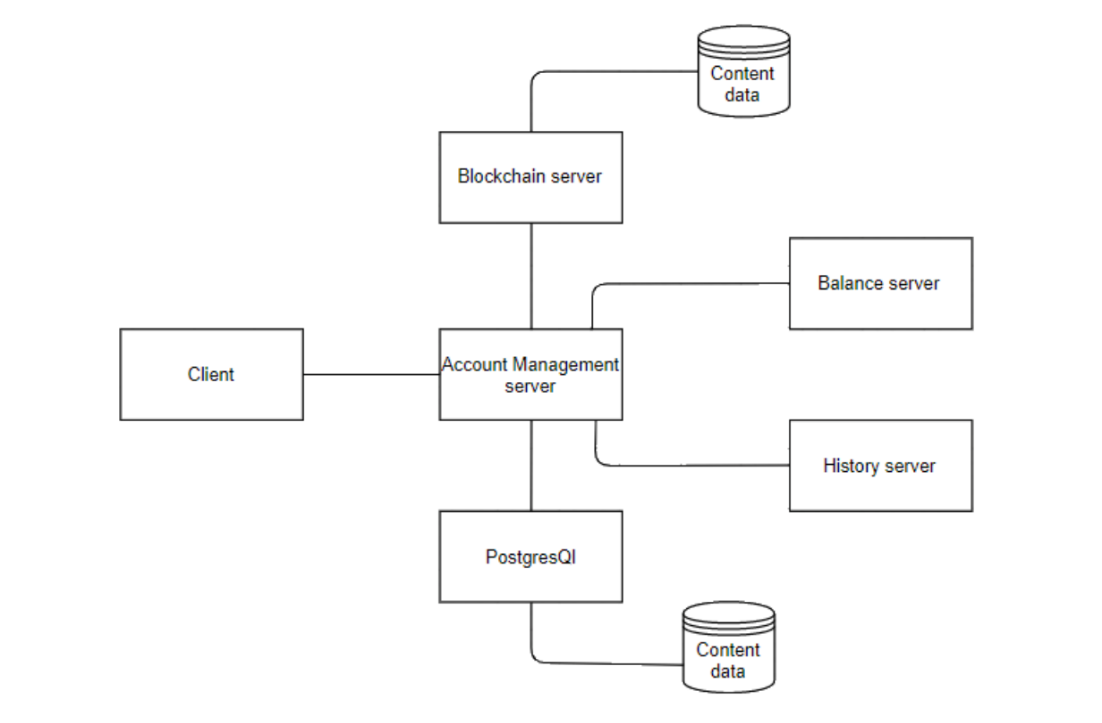 Content
data
Blockchain server
Balance server
Client
Account Management
server
History server
PostgresQl
Content
data